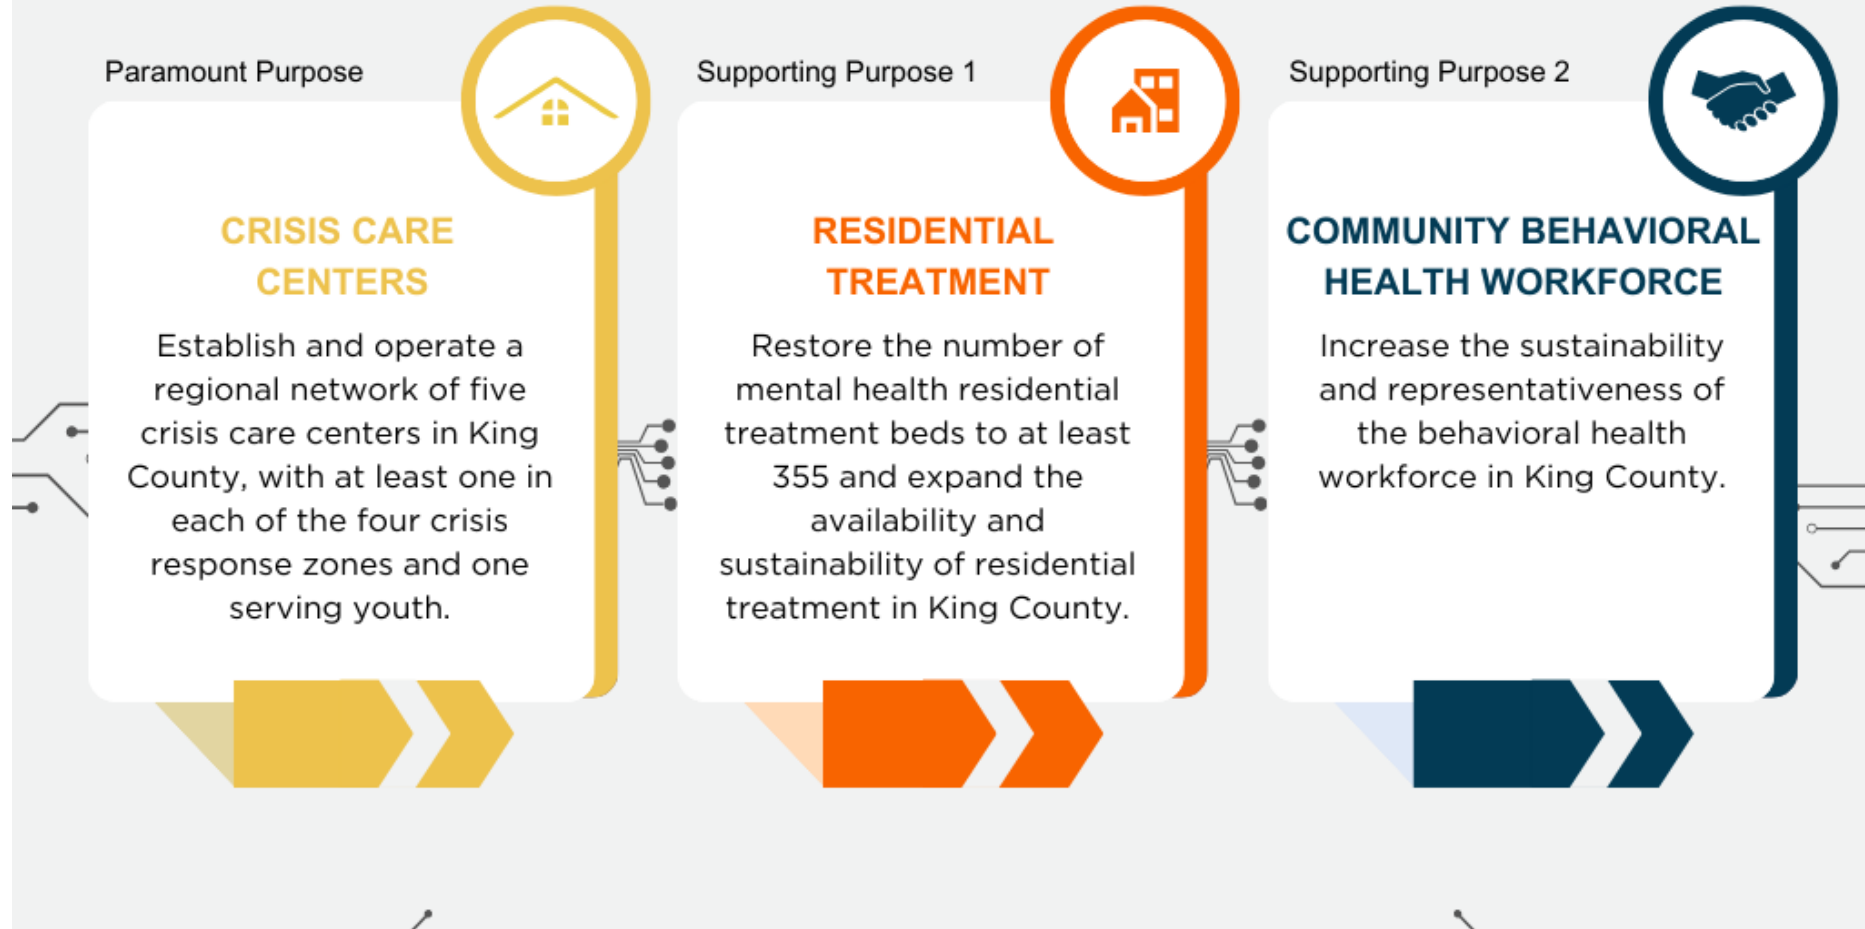 Paramount Purpose
CRISIS CARE
CENTERS
Establish and operate a
regional network of five
crisis care centers in King
County, with at least one in
each of the four crisis
response zones and one
serving youth.
Supporting Purpose 1
RESIDENTIAL
TREATMENT
Restore the number of
mental health residential
treatment beds to at least
355 and expand the
availability and
sustainability of residential
treatment in King County.
Supporting Purpose 2
COMMUNITY BEHAVIORAL
HEALTH WORKFORCE
Increase the sustainability
and representativeness of
the behavioral health
workforce in King County.